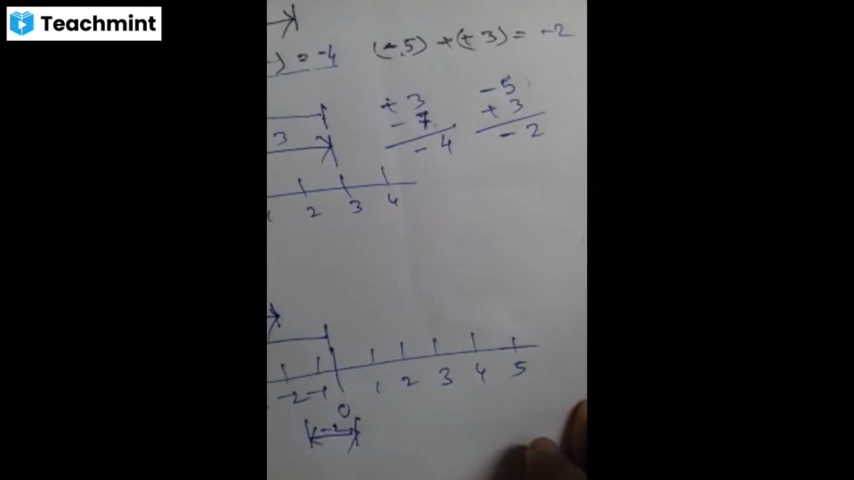 Teachmint
) = -4 (-5) + (+3) = -2
+3 -5
-7 +3
-4 -2
3
2 3 4
-2 -1 0 1 2 3 4 5
-2